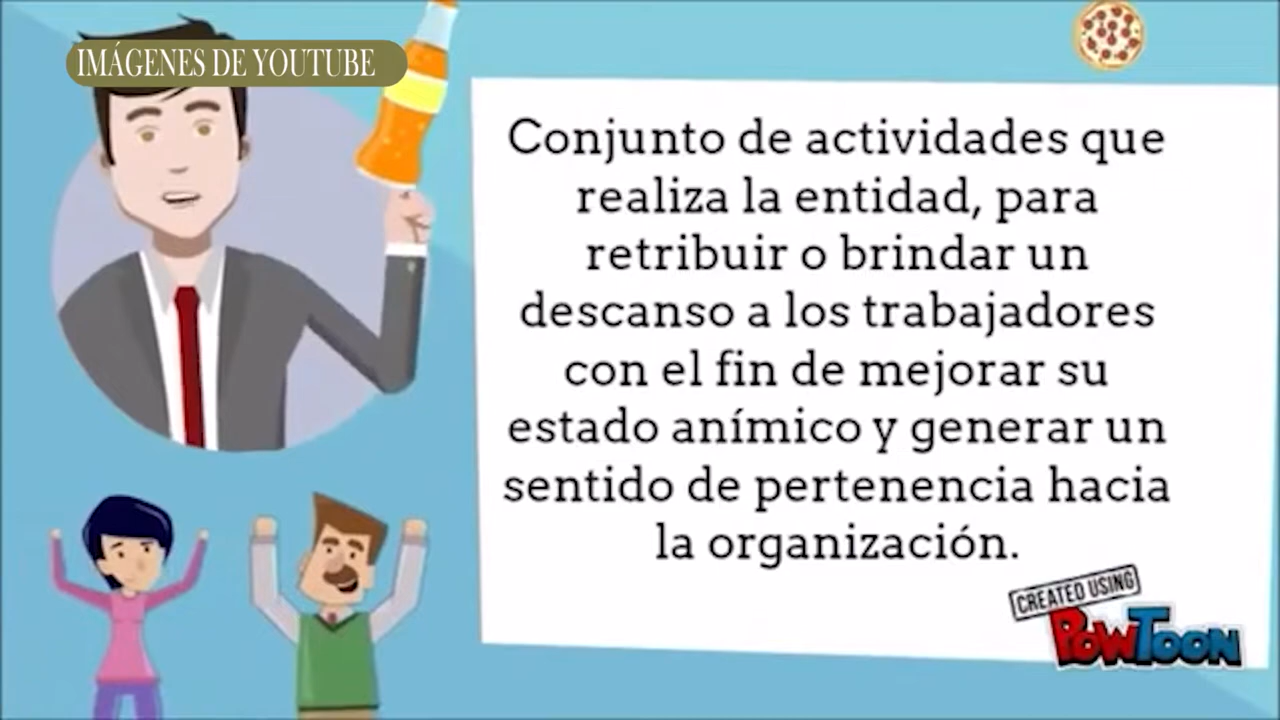 IMÁGENES DE YOUTUBE
Conjunto de actividades que
realiza la entidad, para
retribuir o brindar un
descanso a los trabajadores
con el fin de mejorar su
estado anímico y generar un
sentido de pertenencia hacia
la organización.
CREATED USING
POWTOON